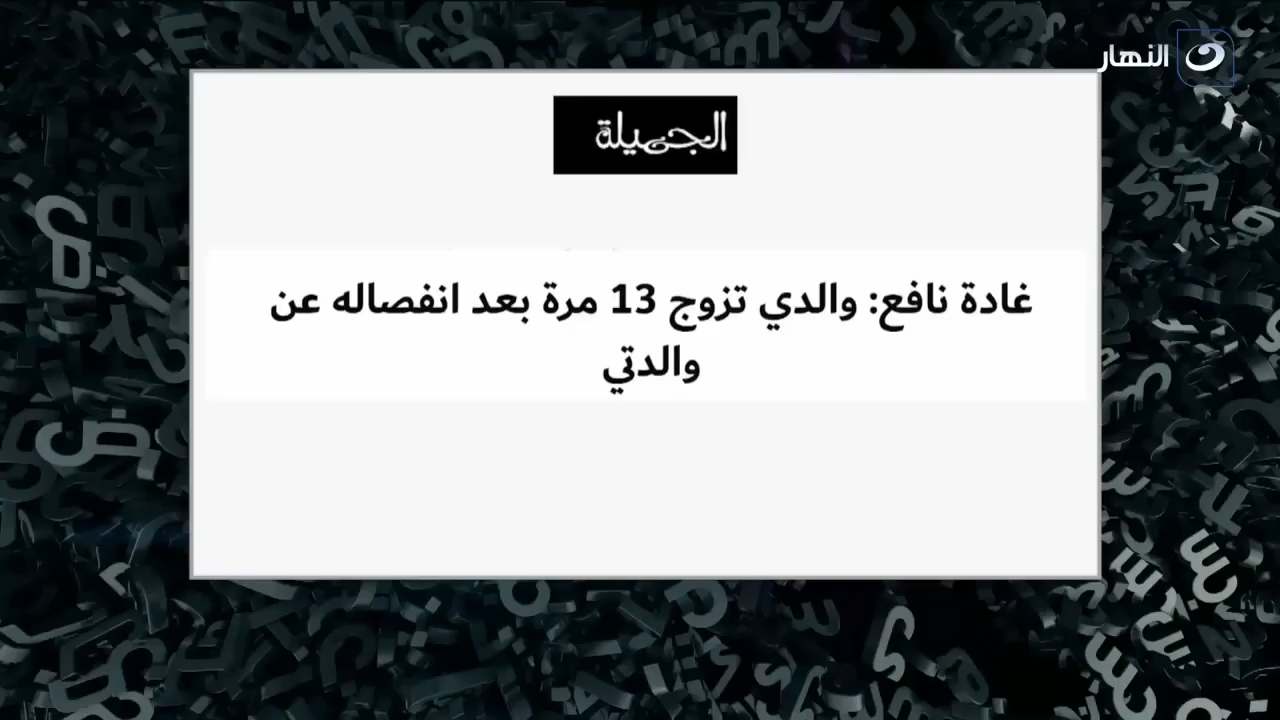 النهار
الجميلة
غادة نافع: والدي تزوج 13 مرة بعد انفصاله عن
والدتي